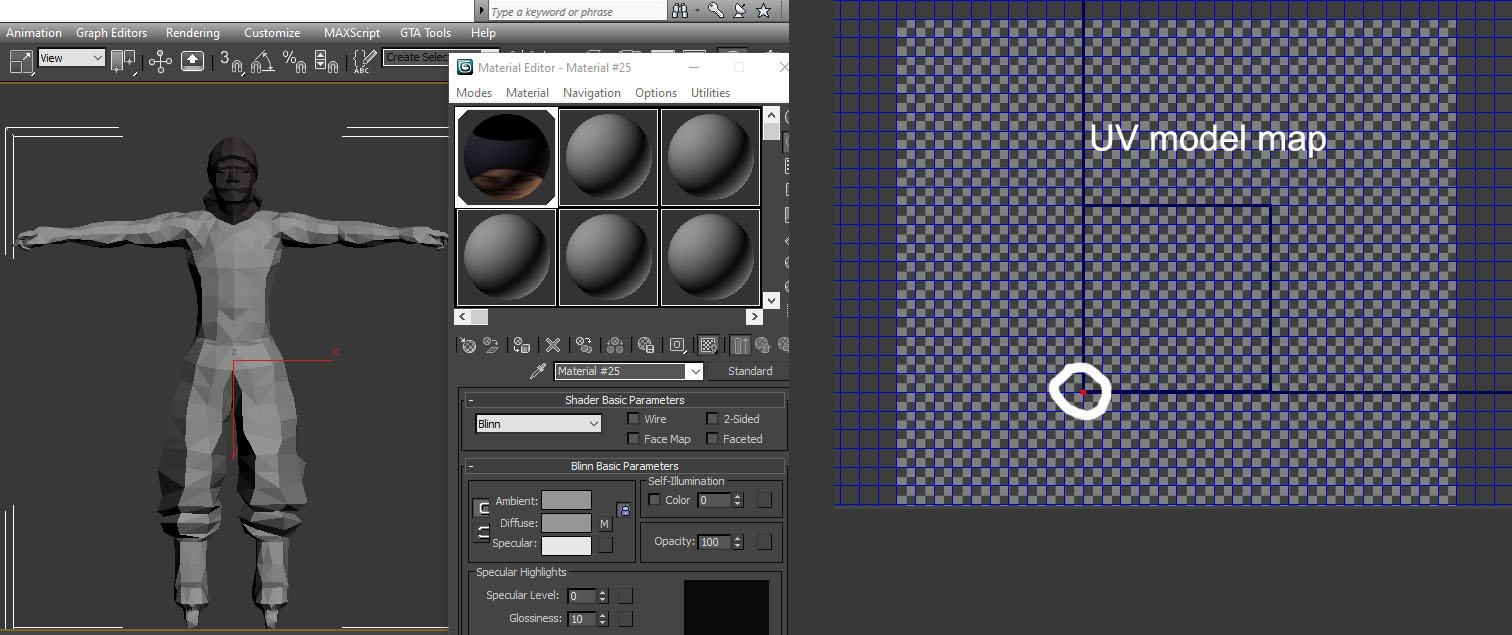 Type a keyword or phrase
Animation Graph Editors Rendering Customize MAXScript GTA Tools Help
View
3
%
ABC
Create Selec
Material Editor - Material #25
Modes Material Navigation Options Utilities
UV model map
Material #25
Standard
- Shader Basic Parameters
Blinn
Wire
2-Sided
Face Map
Faceted
- Blinn Basic Parameters
Self-Illumination
Ambient:
Color 0
Diffuse: M
Specular:
Opacity: 100
Specular Highlights
Specular Level: 0
Glossiness: 10
z
x